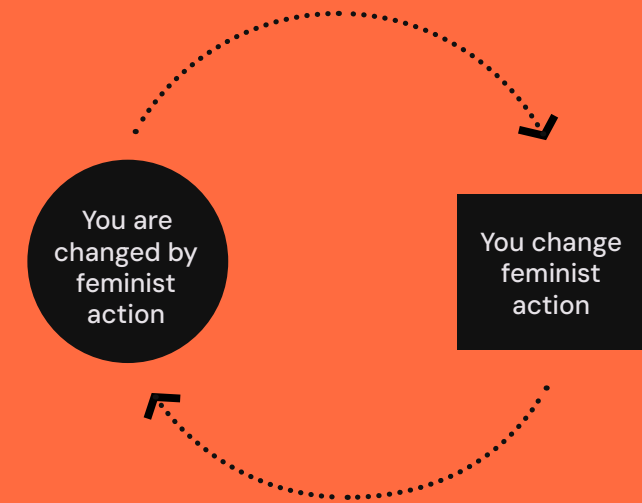 You are
changed by
feminist
action
You change
feminist
action